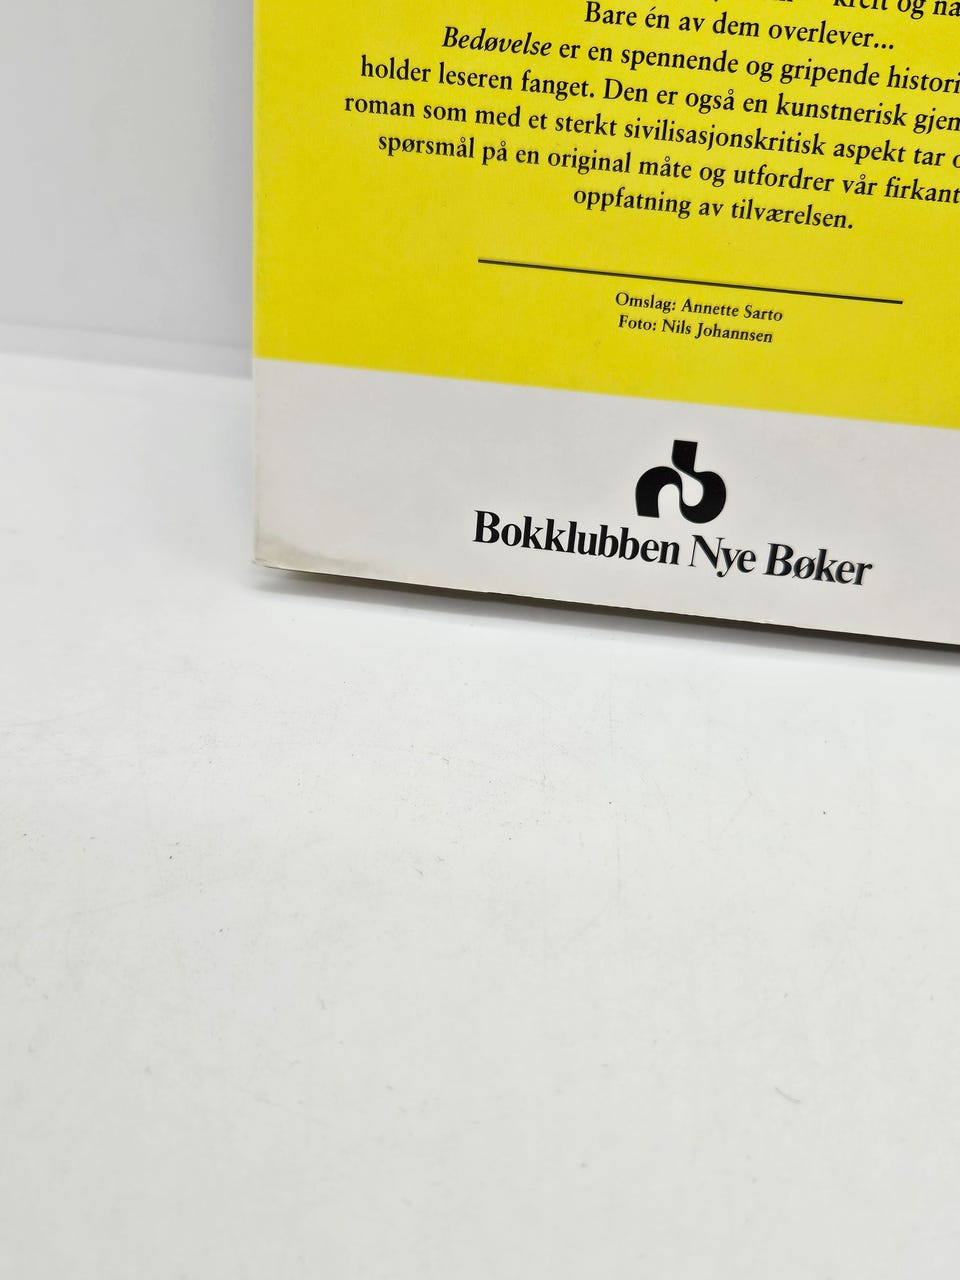 og
Bare én av dem overlever...
Bedøvelse er en spennende og gripende histori
holder leseren fanget. Den er også en kunstnerisk gjen
roman som med et sterkt sivilisasjonskritisk aspekt tar
spørsmål på en original måte og utfordrer vår firkant
oppfatning av tilværelsen.
Omslag: Annette Sarto
Foto: Nils Johannsen
Bokklubben Nye Bøker